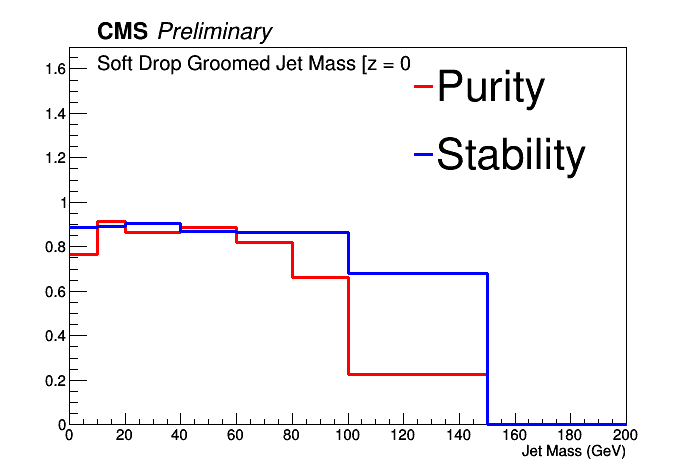 CMS Preliminary
Soft Drop Groomed Jet Mass [z = 0
Purity
Stability
1.6
1.4
1.2
1
0.8
0.6
0.4
0.2
0
0 20 40 60 80 100 120 140 160 180 200
Jet Mass (GeV)